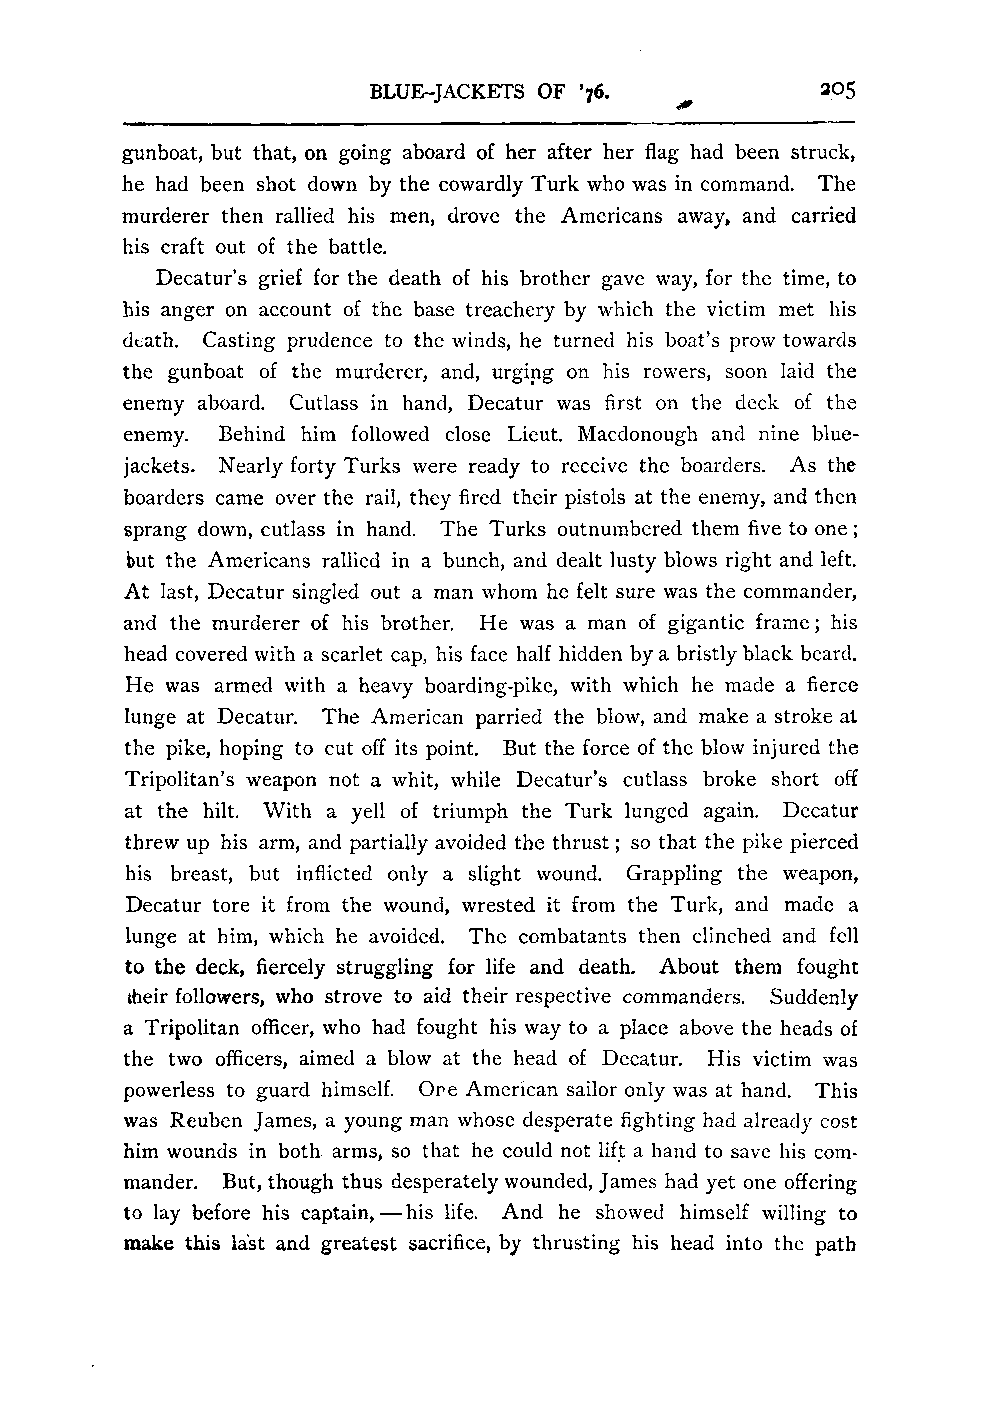 BLUE-JACKETS OF '76. 205
gunboat, but that, on going aboard of her after her flag had been struck,
he had been shot down by the cowardly Turk who was in command. The
murderer then rallied his men, drove the Americans away, and carried
his craft out of the battle.
Decatur's grief for the death of his brother gave way, for the time, to
his anger on account of the base treachery by which the victim met his
death. Casting prudence to the winds, he turned his boat's prow towards
the gunboat of the murderer, and, urging on his rowers, soon laid the
enemy aboard. Cutlass in hand, Decatur was first on the deck of the
enemy. Behind him followed close Lieut. Macdonough and nine blue-
jackets. Nearly forty Turks were ready to receive the boarders. As the
boarders came over the rail, they fired their pistols at the enemy, and then
sprang down, cutlass in hand. The Turks outnumbered them five to one;
but the Americans rallied in a bunch, and dealt lusty blows right and left.
At last, Decatur singled out a man whom he felt sure was the commander,
and the murderer of his brother. He was a man of gigantic frame; his
head covered with a scarlet cap, his face half hidden by a bristly black beard.
He was armed with a heavy boarding-pike, with which he made a fierce
lunge at Decatur. The American parried the blow, and make a stroke at
the pike, hoping to cut off its point. But the force of the blow injured the
Tripolitan's weapon not a whit, while Decatur's cutlass broke short off
at the hilt. With a yell of triumph the Turk lunged again. Decatur
threw up his arm, and partially avoided the thrust; so that the pike pierced
his breast, but inflicted only a slight wound. Grappling the weapon,
Decatur tore it from the wound, wrested it from the Turk, and made a
lunge at him, which he avoided. The combatants then clinched and fell
to the deck, fiercely struggling for life and death. About them fought
their followers, who strove to aid their respective commanders. Suddenly
a Tripolitan officer, who had fought his way to a place above the heads of
the two officers, aimed a blow at the head of Decatur. His victim was
powerless to guard himself. One American sailor only was at hand. This
was Reuben James, a young man whose desperate fighting had already cost
him wounds in both arms, so that he could not lift a hand to save his com-
mander. But, though thus desperately wounded, James had yet one offering
to lay before his captain,—his life. And he showed himself willing to
make this last and greatest sacrifice, by thrusting his head into the path